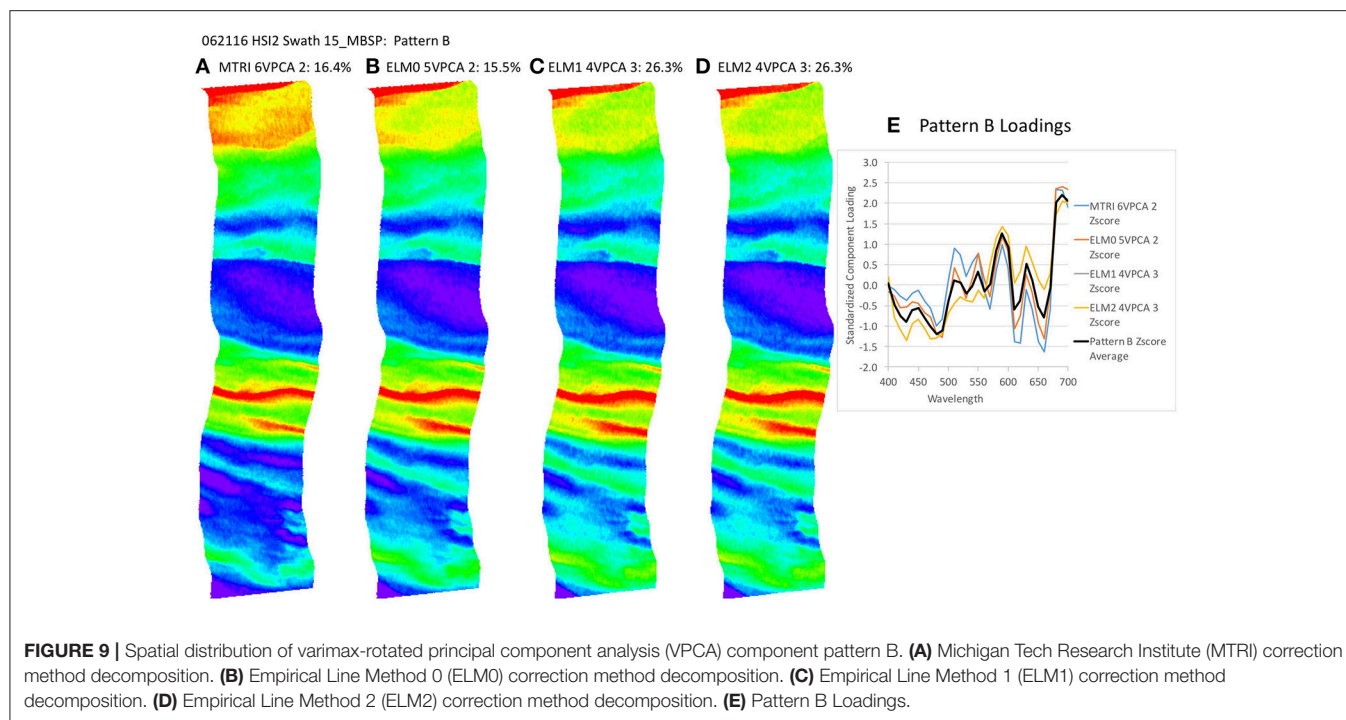 062116 HSI2 Swath 15_MBSP: Pattern B
A MTRI 6VPCA 2: 16.4%
B ELM0 5VPCA 2: 15.5%
C ELM1 4VPCA 3: 26.3%
D ELM2 4VPCA 3: 26.3%
E Pattern B Loadings
Standardized Component Loading
3.0
2.5
2.0
1.5
1.0
0.5
0.0
-0.5
-1.0
-1.5
-2.0
400 450 500 550 600 650 700
Wavelength
MTRI 6VPCA 2
Zscore
ELM0 5VPCA 2
Zscore
ELM1 4VPCA 3
Zscore
ELM2 4VPCA 3
Zscore
Pattern B Zscore
Average
FIGURE 9 | Spatial distribution of varimax-rotated principal component analysis (VPCA) component pattern B. (A) Michigan Tech Research Institute (MTRI) correction
method decomposition. (B) Empirical Line Method 0 (ELM0) correction method decomposition. (C) Empirical Line Method 1 (ELM1) correction method
decomposition. (D) Empirical Line Method 2 (ELM2) correction method decomposition. (E) Pattern B Loadings.